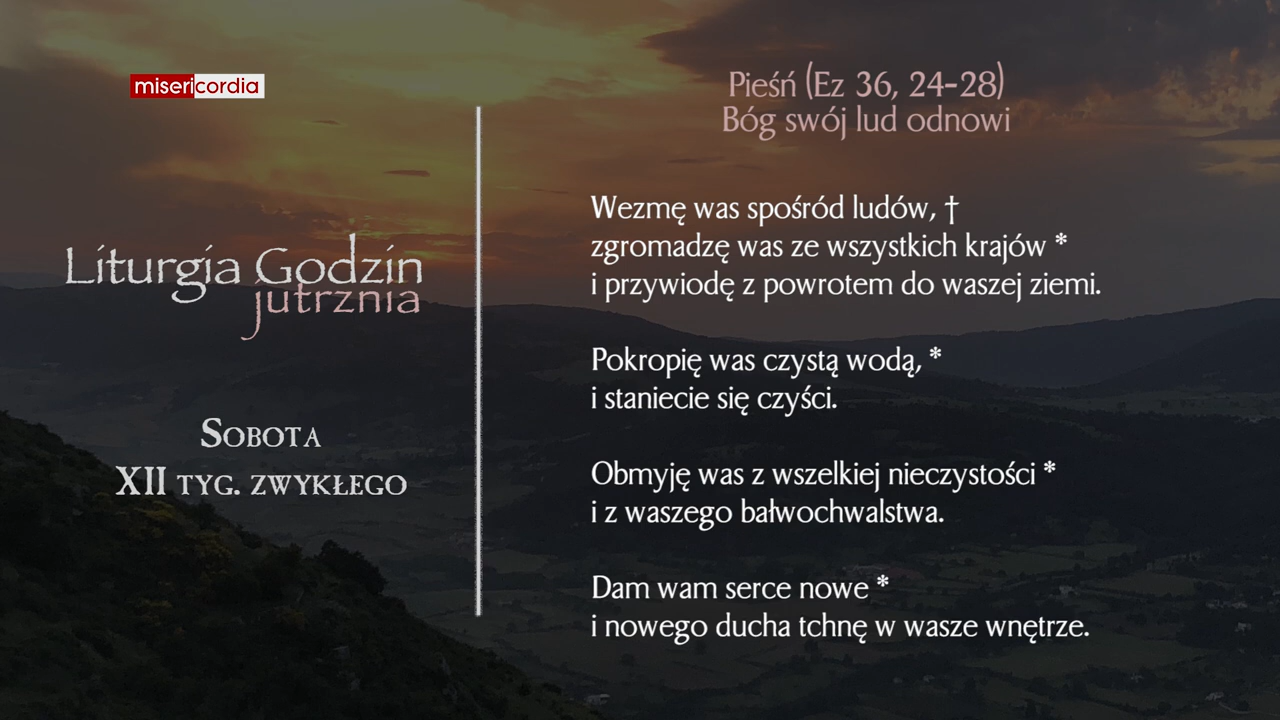 misericordia
Liturgia Godzin
jutrznia
Sobota
XII tyg. zwykłego
Pieśń (Ez 36, 24-28)
Bóg swój lud odnowi
Wezmę was spośród ludów, †
zgromadzę was ze wszystkich krajów *
i przywiodę z powrotem do waszej ziemi.
Pokropię was czystą wodą, *
i staniecie się czyści.
Obmyję was z wszelkiej nieczystości *
i z waszego bałwochwalstwa.
Dam wam serce nowe *
i nowego ducha tchnę w wasze wnętrze.